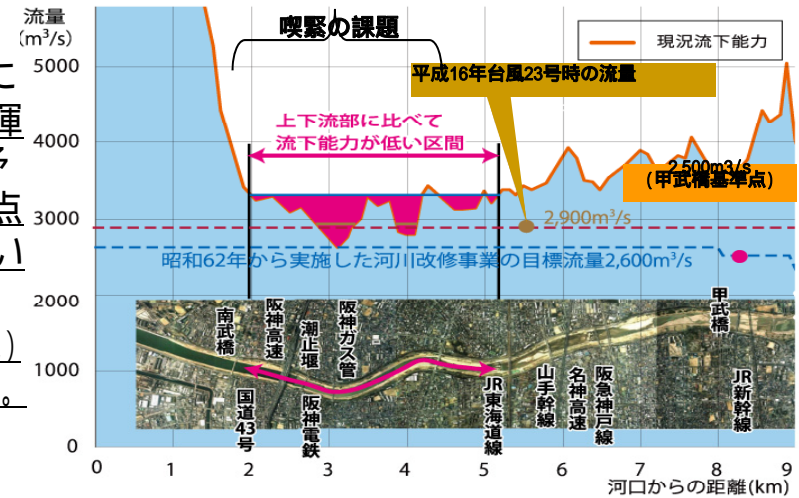 流量
(m³/s)
喫緊の課題
現況流下能力
平成16年台風23号時の流量
5000
に
上下流部に比べて
流下能力が低い区間
揮
4000
予
2,500m3/s
(甲武橋基準点)
点
3000
2,900m³/s
い
昭和62年から実施した河川改修事業の目標流量2,600m³/s
2000
南武橋
阪神高速
潮止堰
阪神ガス管
甲武橋
)
1000
。
国道43号
阪神電鉄
JR東海道線
山手幹線
名神高速
阪急神戸線
JR新幹線
0
0 1 2 3 4 5 6 7 8 9
河口からの距離(km)